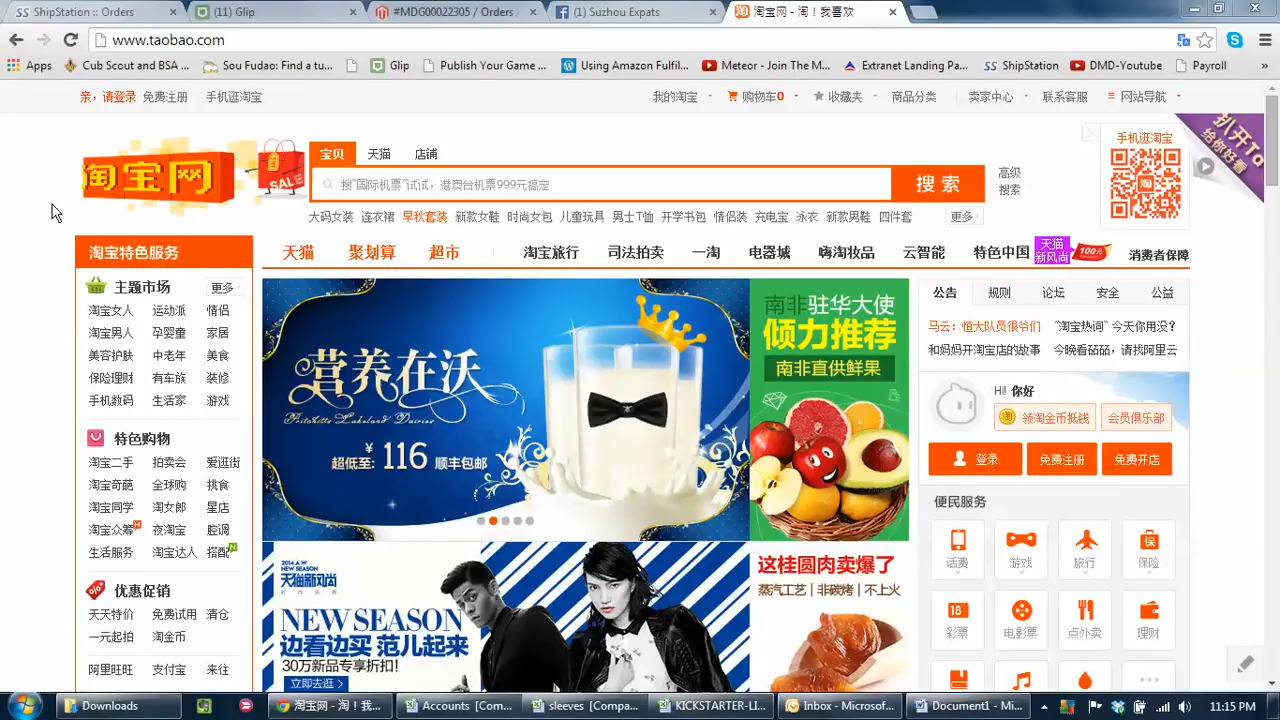 ShipStation : Orders
(11) Glip
#MDG00022305 / Orders /
(1) Suzhou Expats
淘宝网 - 淘！我喜欢
www.taobao.com
Apps
Cub Scout and BSA ...
Sou Fudao: Find a tu...
Glip
Publish Your Game ...
Using Amazon Fulfil...
Meteor - Join The M...
Extranet Landing Pa...
ShipStation
DMD-Youtube
Payroll
»
亲，请登录 免费注册 手机逛淘宝
我的淘宝 购物车0 收藏夹 商品分类 卖家中心 联系客服 网站导航
淘宝网
SALE
宝贝 天猫 店铺
搜"国际机票"试试，港澳台机票999元搞定
搜 索
高级
搜索
大码女装 连衣裙 早秋套装 新款女鞋 时尚女包 儿童玩具 男士T恤 开学书包 情侣装 充电宝 泳衣 新款男鞋 四件套 更多
手机逛淘宝
扒开To
给你好看
淘宝特色服务
天猫 聚划算 超市 淘宝旅行 司法拍卖 一淘 电器城 嗨淘妆品 云智能 特色中国
天猫
新风尚
100元
消费者保障
主题市场 更多
淘宝女人 运动派 情侣
淘宝男人 孕婴童 家居
美容护肤 中老年 美食
保险理财 有车族 装修
手机数码 生活家 游戏
特色购物
淘宝二手 拍卖会 爱逛街
淘宝奇葩 全球购 挑食
淘宝同学 淘女郎 星店
淘宝众筹 夜淘宝 腔调
生活服务 淘宝达人 搭配
优惠促销
天天特价 免费试用 清仓
一元起拍 淘金币
阿里旺旺 支付宝 来往
营养在沃
超低至: ¥116 顺丰包邮
南非驻华大使
倾力推荐
南非直供鲜果
2014 A/W
NEW SEASON
天猫新风尚
NEW SEASON
边看边买 范儿起来
30万新品专享折扣!
立即去逛 >
这桂圆肉卖爆了
蒸汽工艺 | 非碳烤 | 不上火
公告 规则 论坛 安全 公益
马云：恒大队员很爷们 "淘宝热词" 今天你用没？
和妈妈开淘宝店的故事 今晚看茄茄，请找阿里云
Hi! 你好
领淘金币抵钱 会员俱乐部
登录 免费注册 免费开店
便民服务
话费 游戏 旅行 保险
保
18
彩票 电影票 点外卖 理财
Downloads
淘宝网 - 淘！我喜...
Accounts [Com...
sleeves [Compa...
KICKSTARTER-LI...
Inbox - Microsof...
Document1 - Mi...
11:15 PM